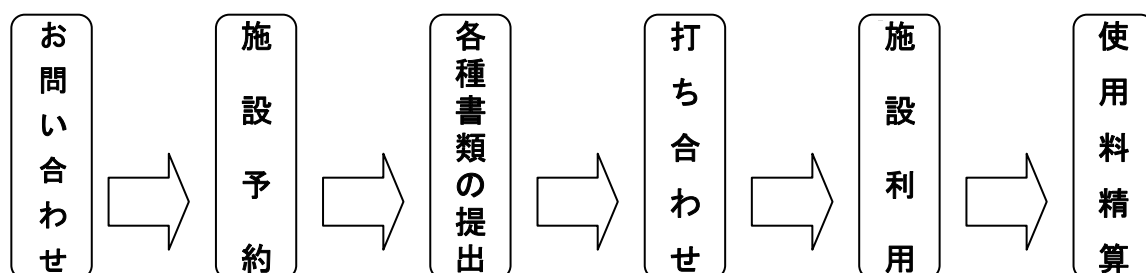 お問い合わせ
施設予約
各種書類の提出
打ち合わせ
施設利用
使用料精算